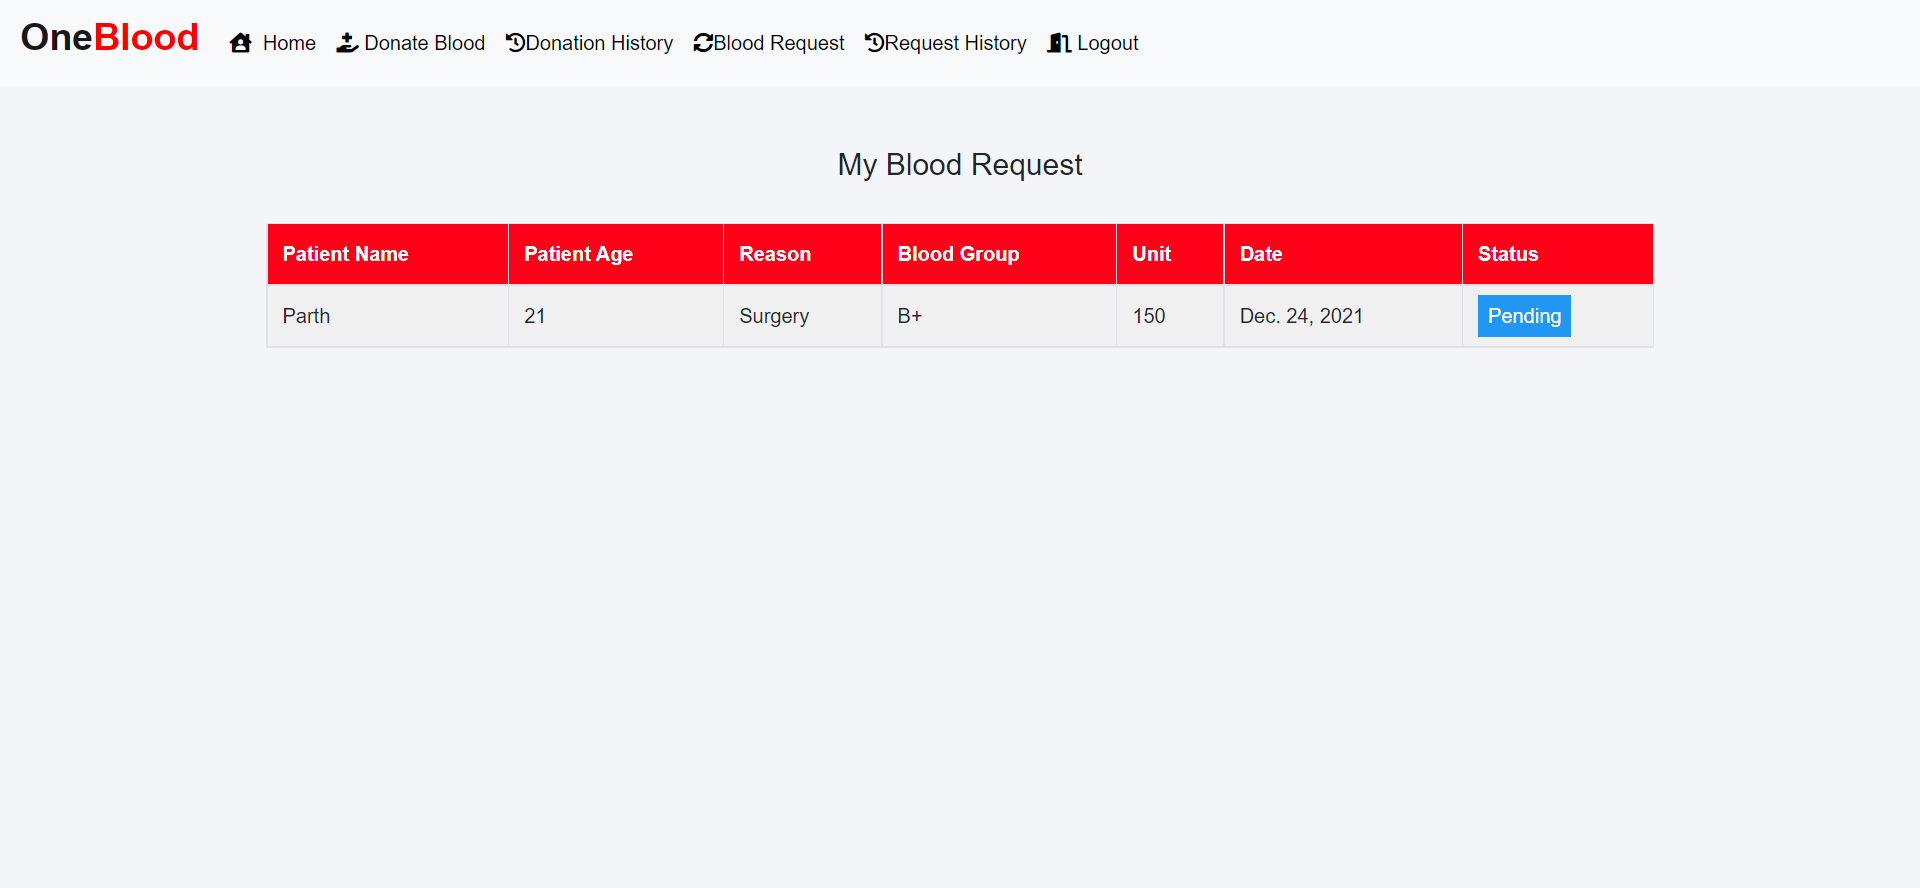 OneBlood Home Donate Blood Donation History Blood Request Request History Logout
My Blood Request
Patient Name Patient Age Reason Blood Group Unit Date Status
Parth 21 Surgery B+ 150 Dec. 24, 2021 Pending